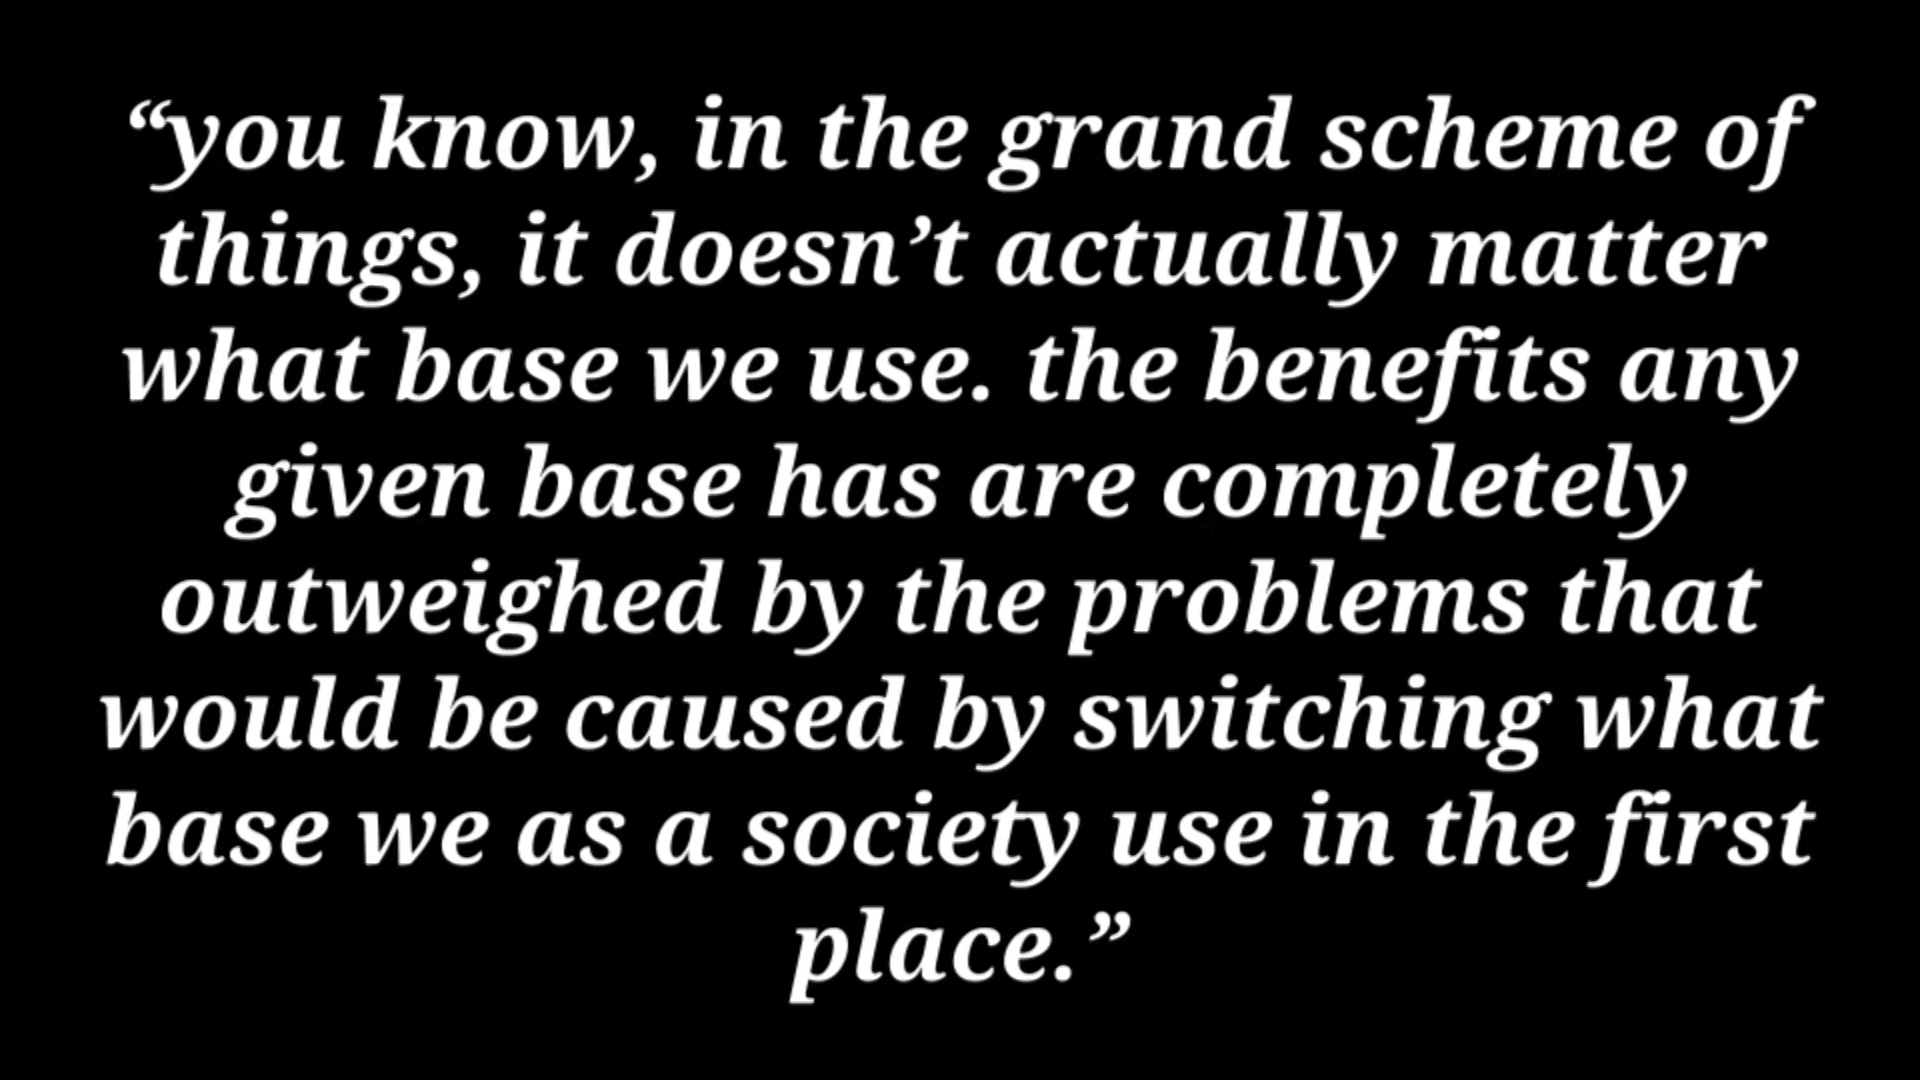 “you know, in the grand scheme of
things, it doesn’t actually matter
what base we use. the benefits any
given base has are completely
outweighed by the problems that
would be caused by switching what
base we as a society use in the first
place.”